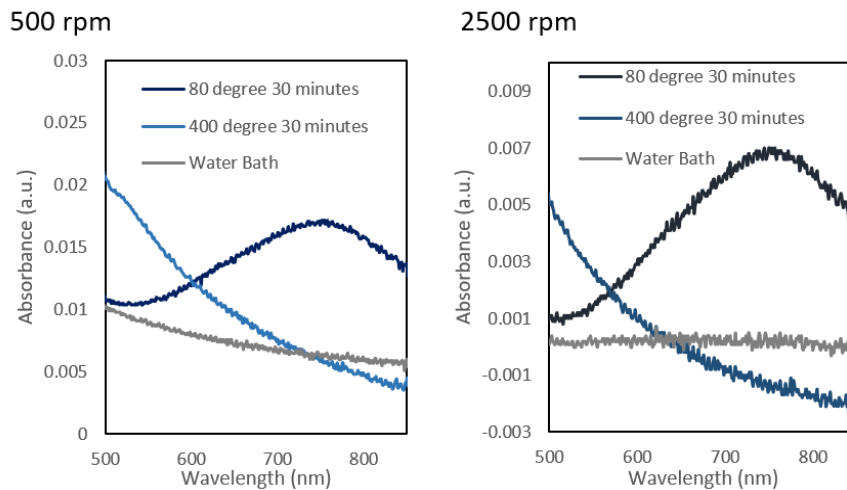 500 rpm
0.03
0.025
0.02
0.015
0.01
0.005
0
Absorbance (a.u.)
80 degree 30 minutes
400 degree 30 minutes
Water Bath
500 600 700 800
Wavelength (nm)
2500 rpm
0.009
0.007
0.005
0.003
0.001
-0.001
-0.003
Absorbance (a.u.)
80 degree 30 minutes
400 degree 30 minutes
Water Bath
500 600 700 800
Wavelength (nm)